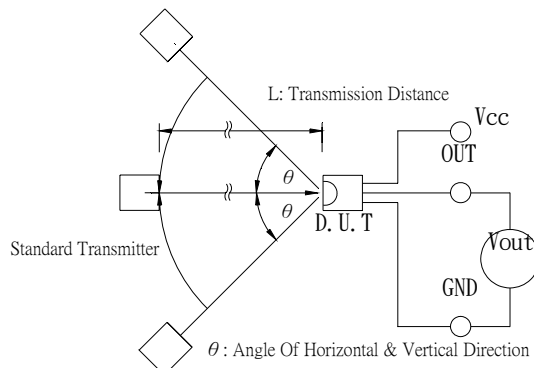 L: Transmission Distance
Vcc
OUT
θ
θ
D.U.T
Standard Transmitter
Vout
GND
θ : Angle Of Horizontal & Vertical Direction